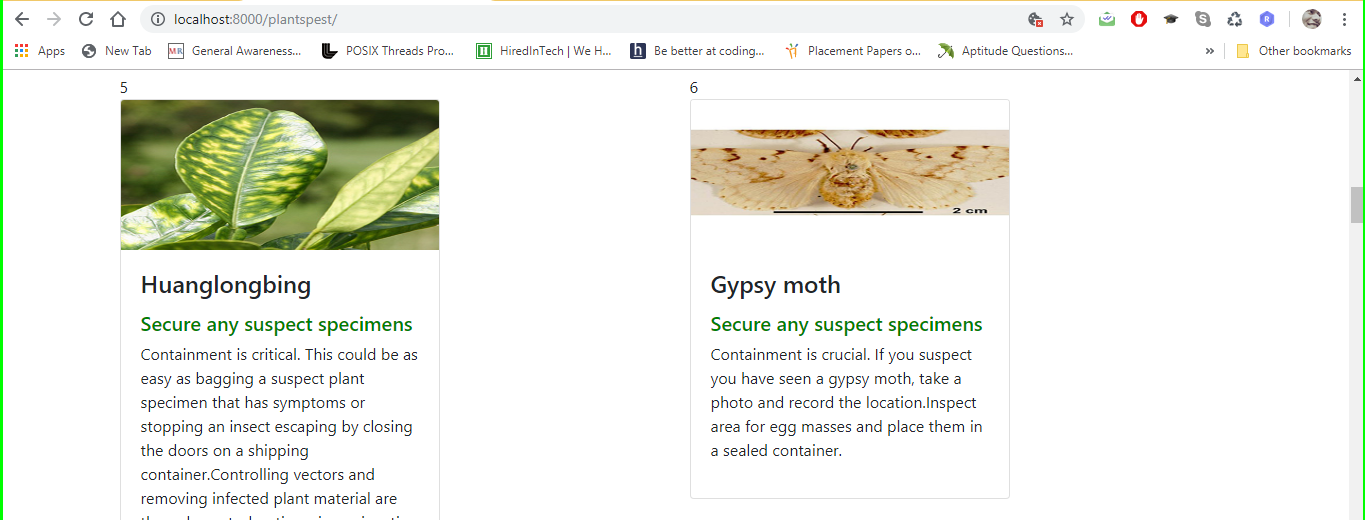 localhost:8000/plantspest/
Apps
New Tab
MR
General Awareness...
POSIX Threads Pro...
HiredInTech | We H...
h
Be better at coding...
Placement Papers o...
Aptitude Questions...
»
Other bookmarks
5
Huanglongbing
Secure any suspect specimens
Containment is critical. This could be as
easy as bagging a suspect plant
specimen that has symptoms or
stopping an insect escaping by closing
the doors on a shipping
container.Controlling vectors and
removing infected plant material are
6
2 cm
Gypsy moth
Secure any suspect specimens
Containment is crucial. If you suspect
you have seen a gypsy moth, take a
photo and record the location.Inspect
area for egg masses and place them in
a sealed container.